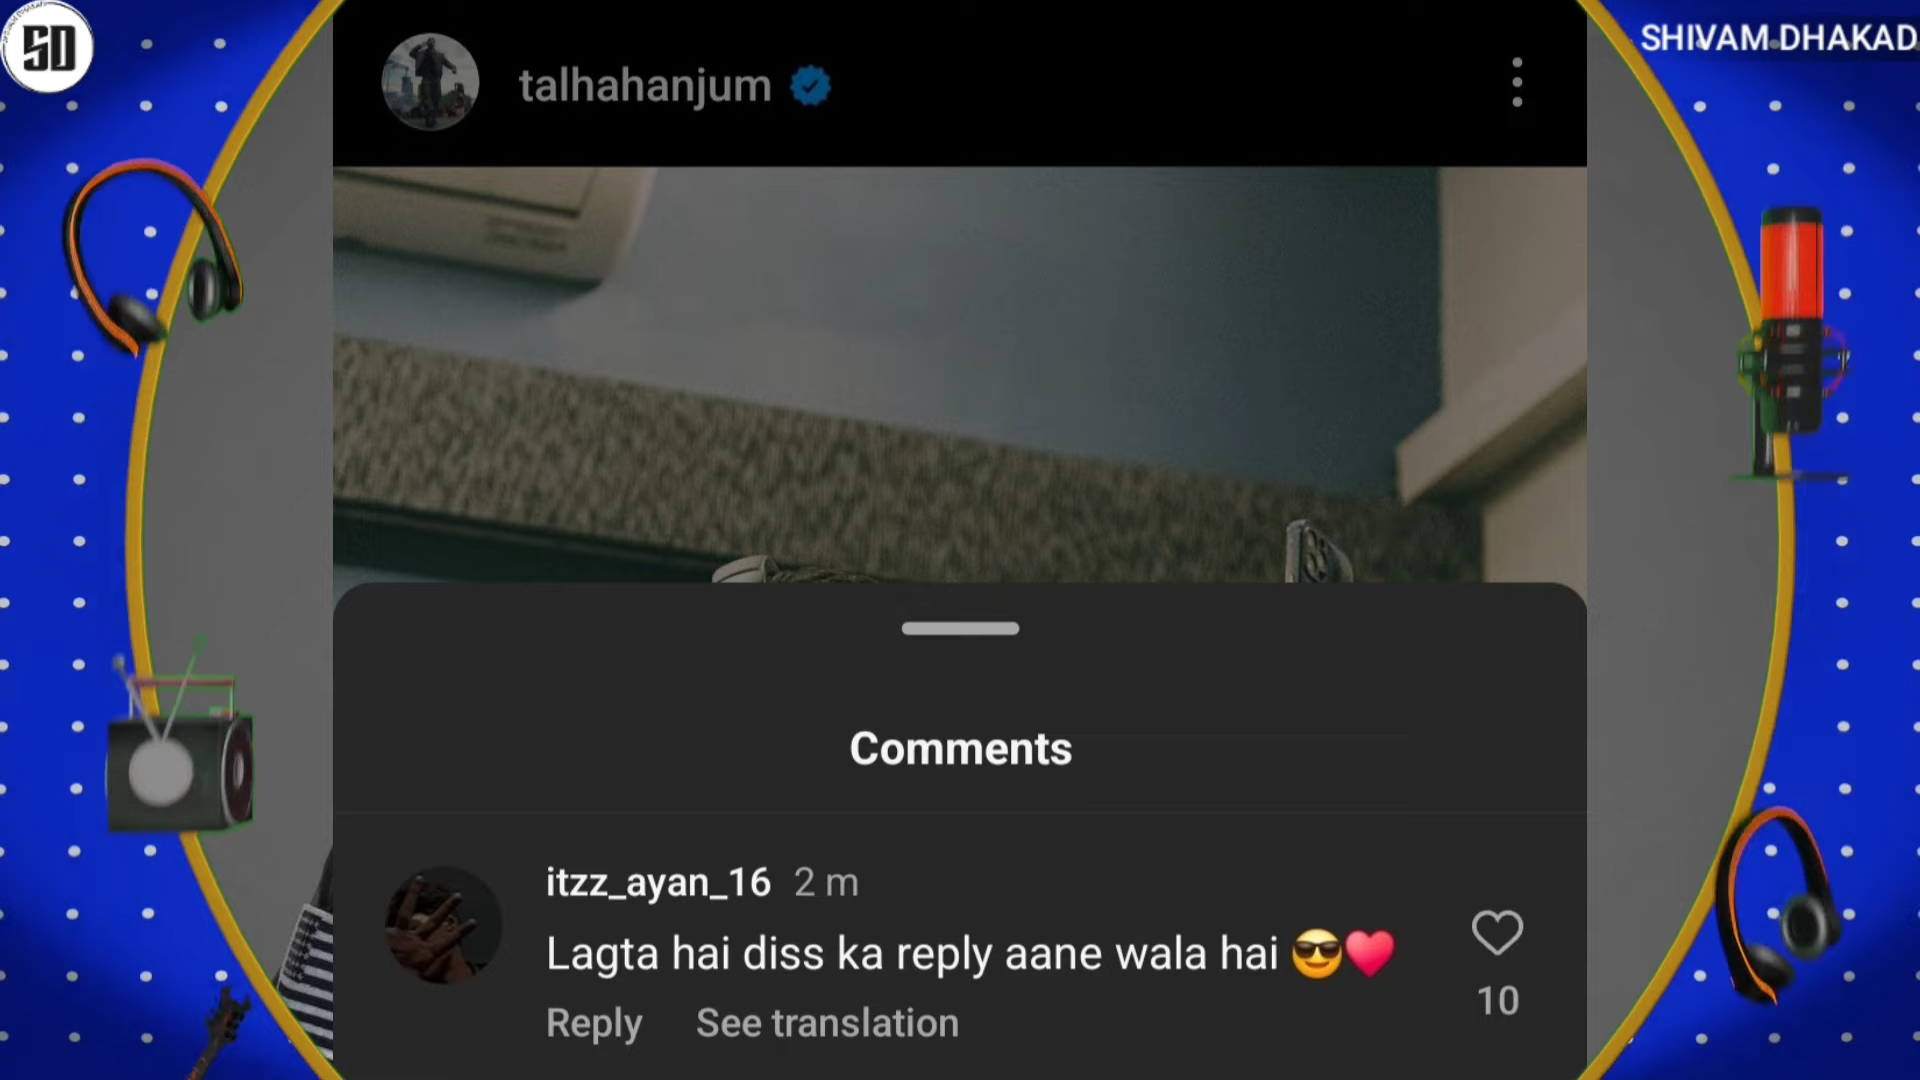 SD
SHIVAM DHAKAD
talhahanjum
Comments
itzz_ayan_16 2 m
Lagta hai diss ka reply aane wala hai 😎♥️
10
Reply See translation